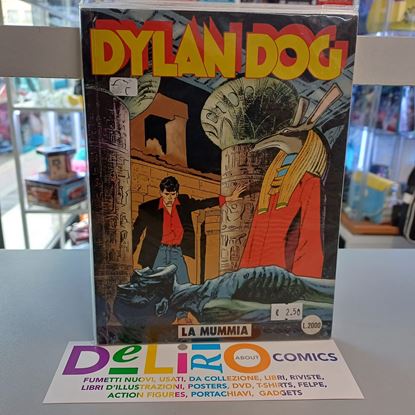 DYLAN DOG
€ 2.50
L.2000
LA MUMMIA
DeLiRiO ABOUT COMICS
FUMETTI NUOVI, USATI, DA COLLEZIONE, LIBRI, RIVISTE,
LIBRI D'ILLUSTRAZIONI, POSTERS, DVD, T-SHIRTS, FELPE,
ACTION FIGURES, PORTACHIAVI, GADGETS